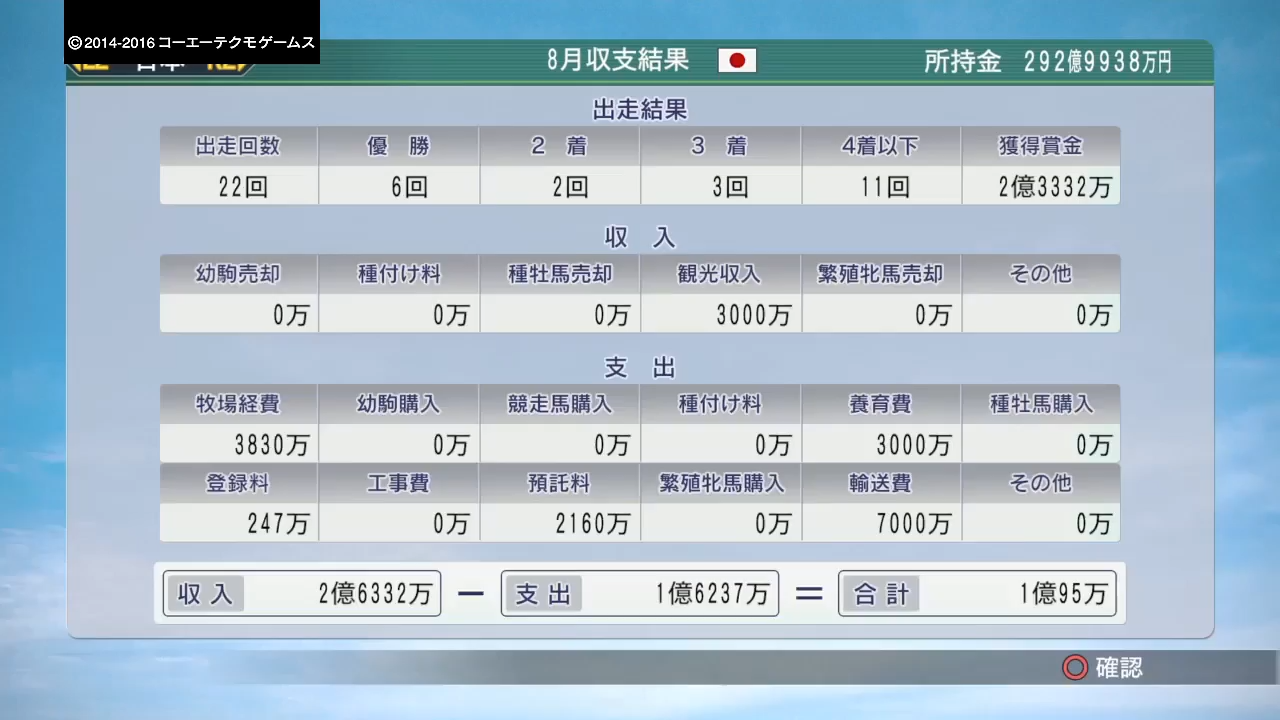 ©2014-2016 コーエーテクモゲームス
8月収支結果
所持金 292億9938万円
出走結果
出走回数 優 勝 2 着 3 着 4着以下 獲得賞金
22回 6回 2回 3回 11回 2億3332万
収 入
幼駒売却 種付け料 種牡馬売却 観光収入 繁殖牝馬売却 その他
0万 0万 0万 3000万 0万 0万
支 出
牧場経費 幼駒購入 競走馬購入 種付け料 養育費 種牡馬購入
3830万 0万 0万 0万 3000万 0万
登録料 工事費 預託料 繁殖牝馬購入 輸送費 その他
247万 0万 2160万 0万 7000万 0万
収 入 2億6332万 － 支 出 1億6237万 ＝ 合 計 1億95万
確認